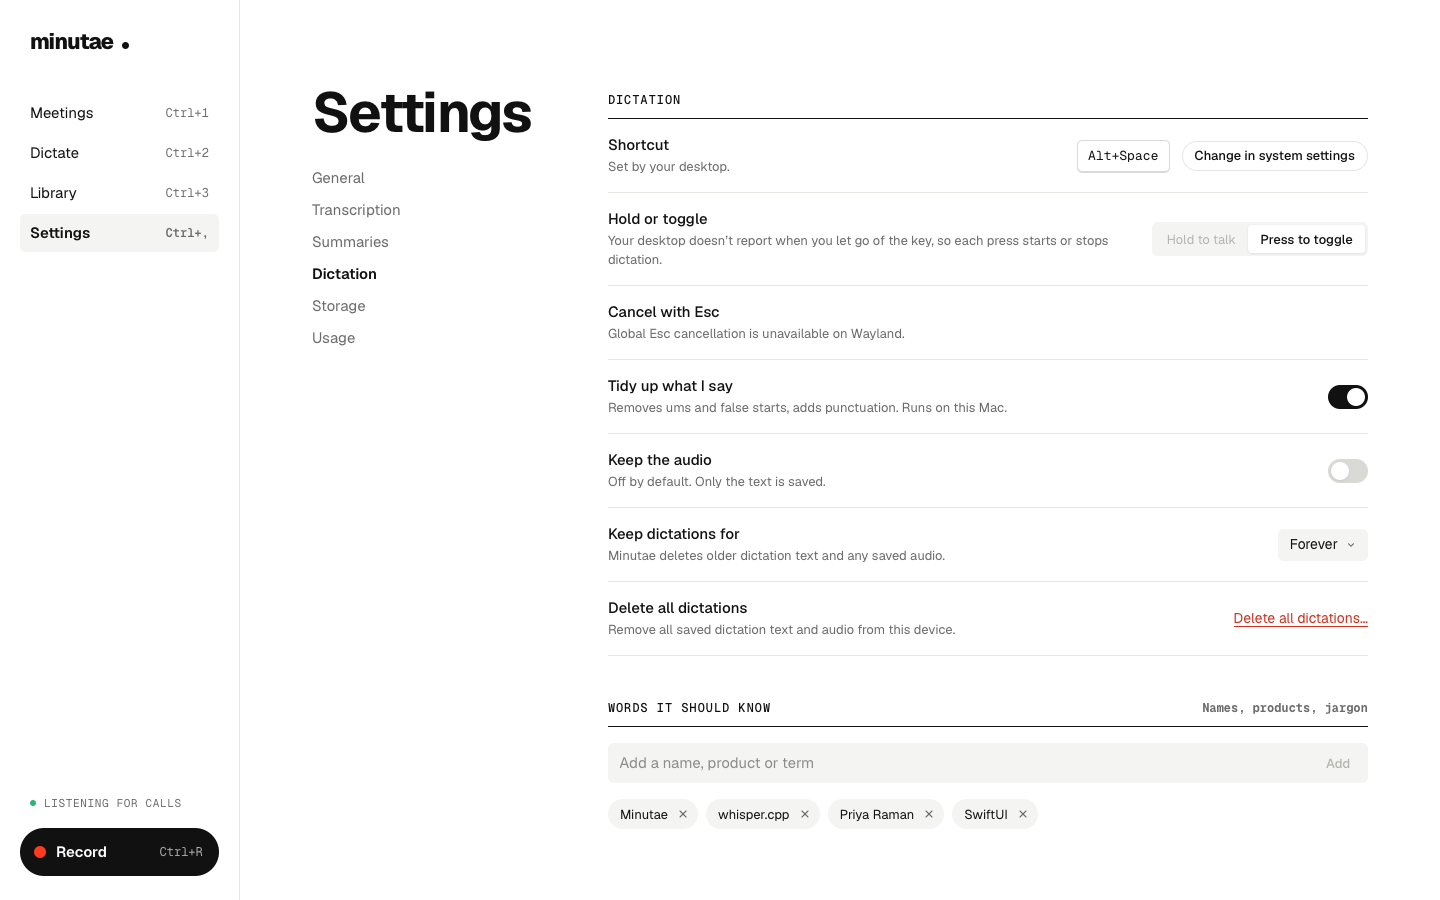 minutae
Meetings Ctrl+1
Dictate Ctrl+2
Library Ctrl+3
Settings Ctrl+,
LISTENING FOR CALLS
Record Ctrl+R
Settings
General
Transcription
Summaries
Dictation
Storage
Usage
DICTATION
Shortcut
Set by your desktop.
Alt+Space Change in system settings
Hold or toggle
Your desktop doesn’t report when you let go of the key, so each press starts or stops
dictation.
Hold to talk Press to toggle
Cancel with Esc
Global Esc cancellation is unavailable on Wayland.
Tidy up what I say
Removes ums and false starts, adds punctuation. Runs on this Mac.
Keep the audio
Off by default. Only the text is saved.
Keep dictations for
Minutae deletes older dictation text and any saved audio.
Forever
Delete all dictations
Remove all saved dictation text and audio from this device.
Delete all dictations…
WORDS IT SHOULD KNOW Names, products, jargon
Add a name, product or term Add
Minutae × whisper.cpp × Priya Raman × SwiftUI ×